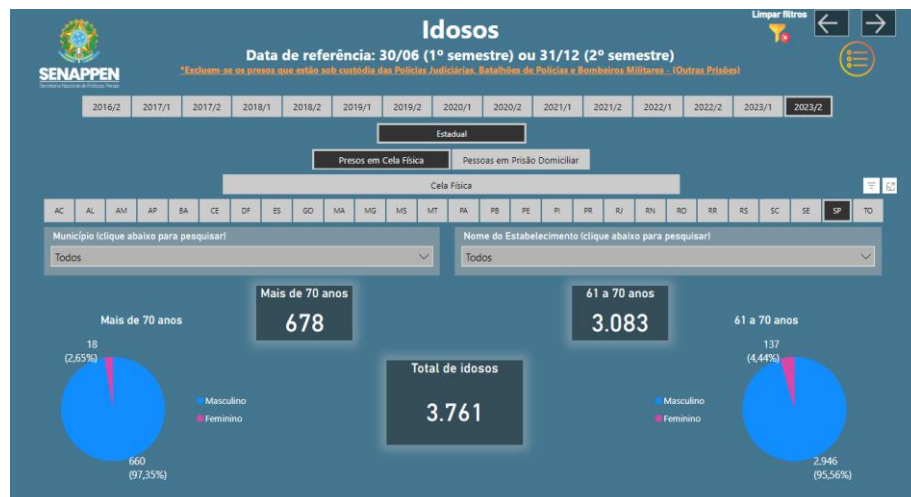 Limpar filtros
Idosos
Data de referência: 30/06 (1º semestre) ou 31/12 (2º semestre)
*Excluem-se os presos que estão sob custódia das Polícias Judiciárias, Batalhões de Polícias e Bombeiros Militares - (Outras Prisões)
SENAPPEN
Secretaria Nacional de Políticas Penais
2016/2 2017/1 2017/2 2018/1 2018/2 2019/1 2019/2 2020/1 2020/2 2021/1 2021/2 2022/1 2022/2 2023/1 2023/2
Estadual
Presos em Cela Física Pessoas em Prisão Domiciliar
Cela Física
AC AL AM AP BA CE DF ES GO MA MG MS MT PA PB PE PI PR RJ RN RO RR RS SC SE SP TO
Município (clique abaixo para pesquisar) Nome do Estabelecimento (clique abaixo para pesquisar)
Todos Todos
Mais de 70 anos
678
61 a 70 anos
3.083
Mais de 70 anos
18
(2,65%)
Masculino
Feminino
660
(97,35%)
Total de idosos
3.761
61 a 70 anos
137
(4,44%)
Masculino
Feminino
2.946
(95,56%)